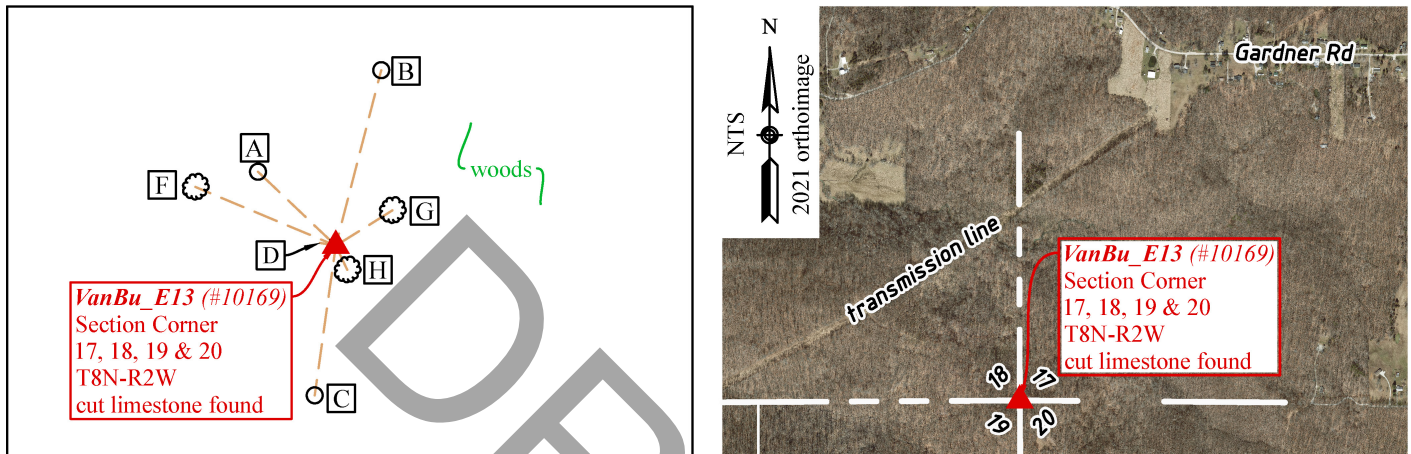 B
A
F
G
woods
D
H
VanBu_E13 (#10169)
Section Corner
17, 18, 19 & 20
T8N-R2W
cut limestone found
C
DR
N
NTS
2021 orthoimage
Gardner Rd
transmission line
VanBu_E13 (#10169)
Section Corner
17, 18, 19 & 20
T8N-R2W
cut limestone found
18
17
19
20